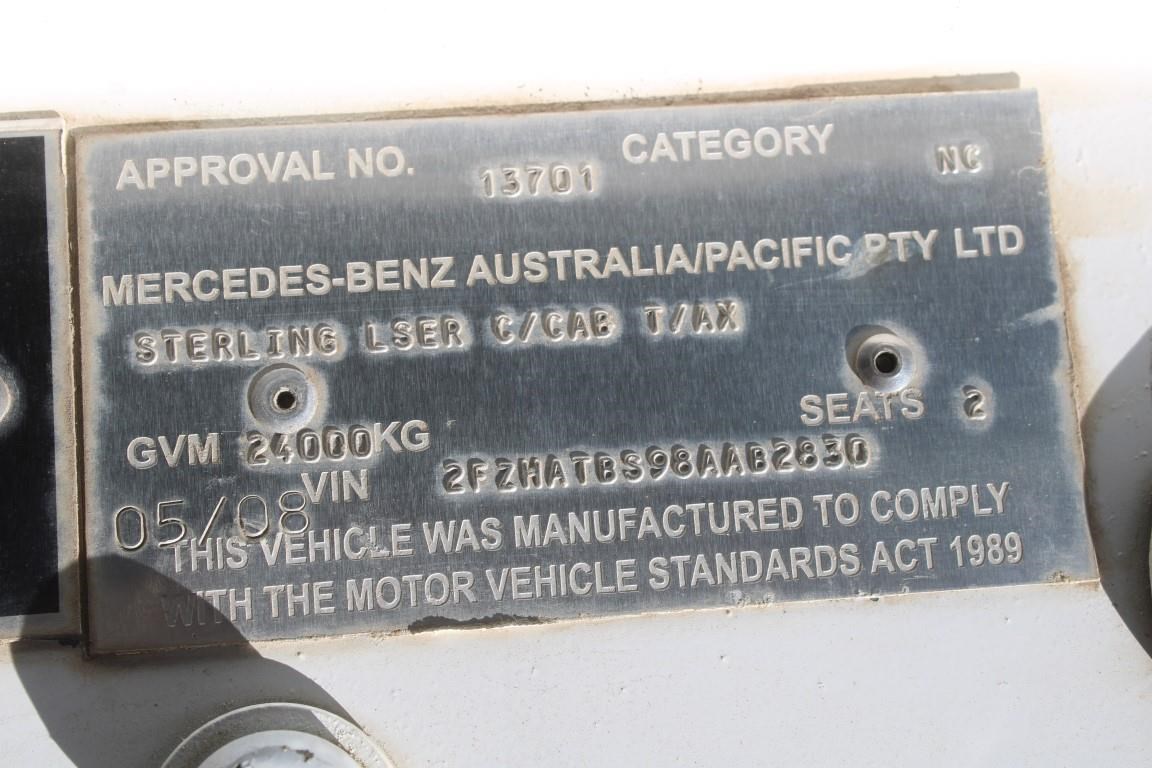 APPROVAL NO. 13701 CATEGORY NC
MERCEDES-BENZ AUSTRALIA/PACIFIC PTY LTD
STERLING LSER C/CAB T/AX
SEATS 2
GVM 24000KG
VIN 2FZHATBS98AAB2830
05/08
THIS VEHICLE WAS MANUFACTURED TO COMPLY
WITH THE MOTOR VEHICLE STANDARDS ACT 1989